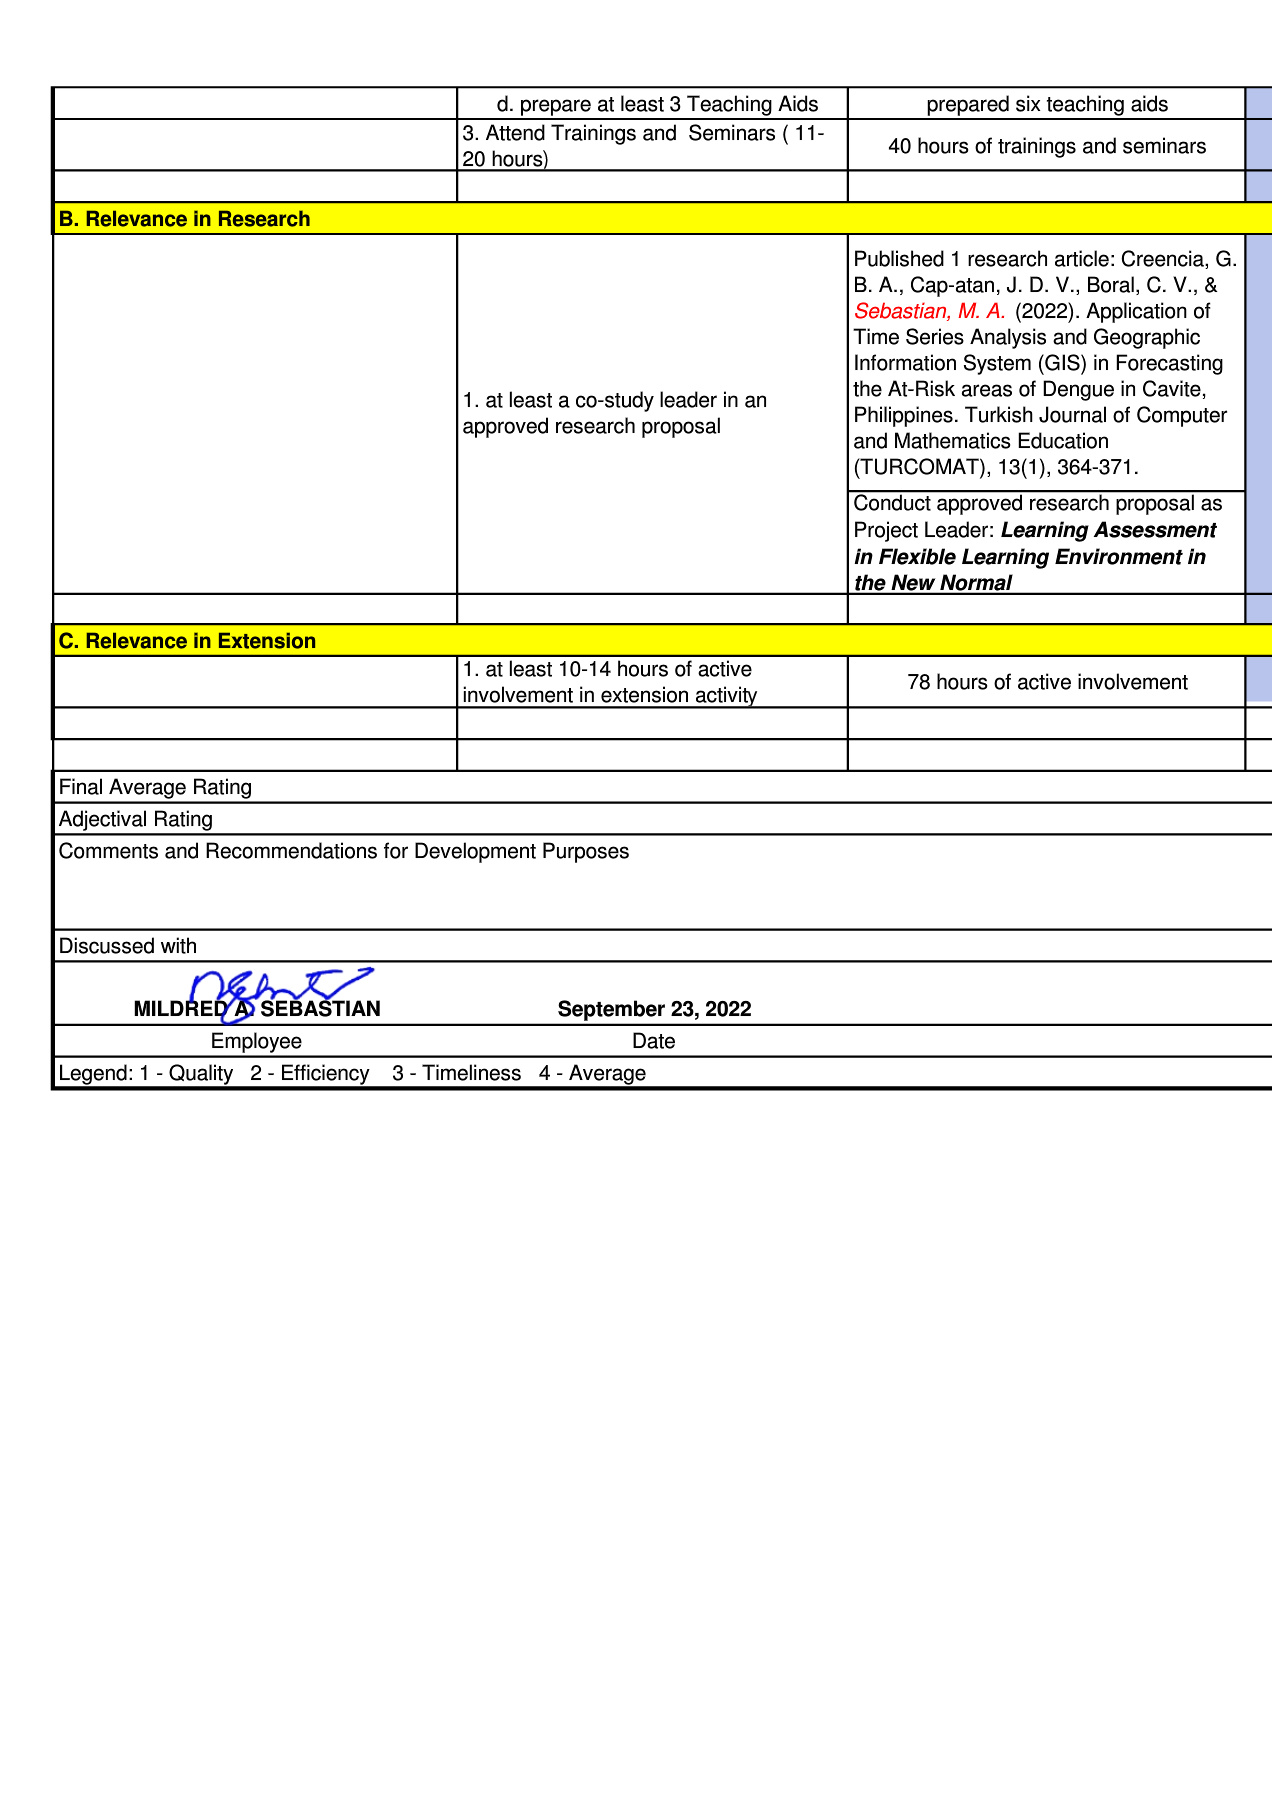 d. prepare at least 3 Teaching Aids
prepared six teaching aids
3. Attend Trainings and  Seminars ( 11-
20 hours)
40 hours of trainings and seminars
B. Relevance in Research
1. at least a co-study leader in an
approved research proposal
Published 1 research article: Creencia, G.
B. A., Cap-atan, J. D. V., Boral, C. V., &
Sebastian, M. A. (2022). Application of
Time Series Analysis and Geographic
Information System (GIS) in Forecasting
the At-Risk areas of Dengue in Cavite,
Philippines. Turkish Journal of Computer
and Mathematics Education
(TURCOMAT), 13(1), 364-371.
Conduct approved research proposal as
Project Leader: Learning Assessment
in Flexible Learning Environment in
the New Normal
C. Relevance in Extension
1. at least 10-14 hours of active
involvement in extension activity
78 hours of active involvement
Final Average Rating
Adjectival Rating
Comments and Recommendations for Development Purposes
Discussed with
MILDRED A. SEBASTIAN
September 23, 2022
Employee
Date
Legend: 1 - Quality   2 - Efficiency    3 - Timeliness   4 - Average